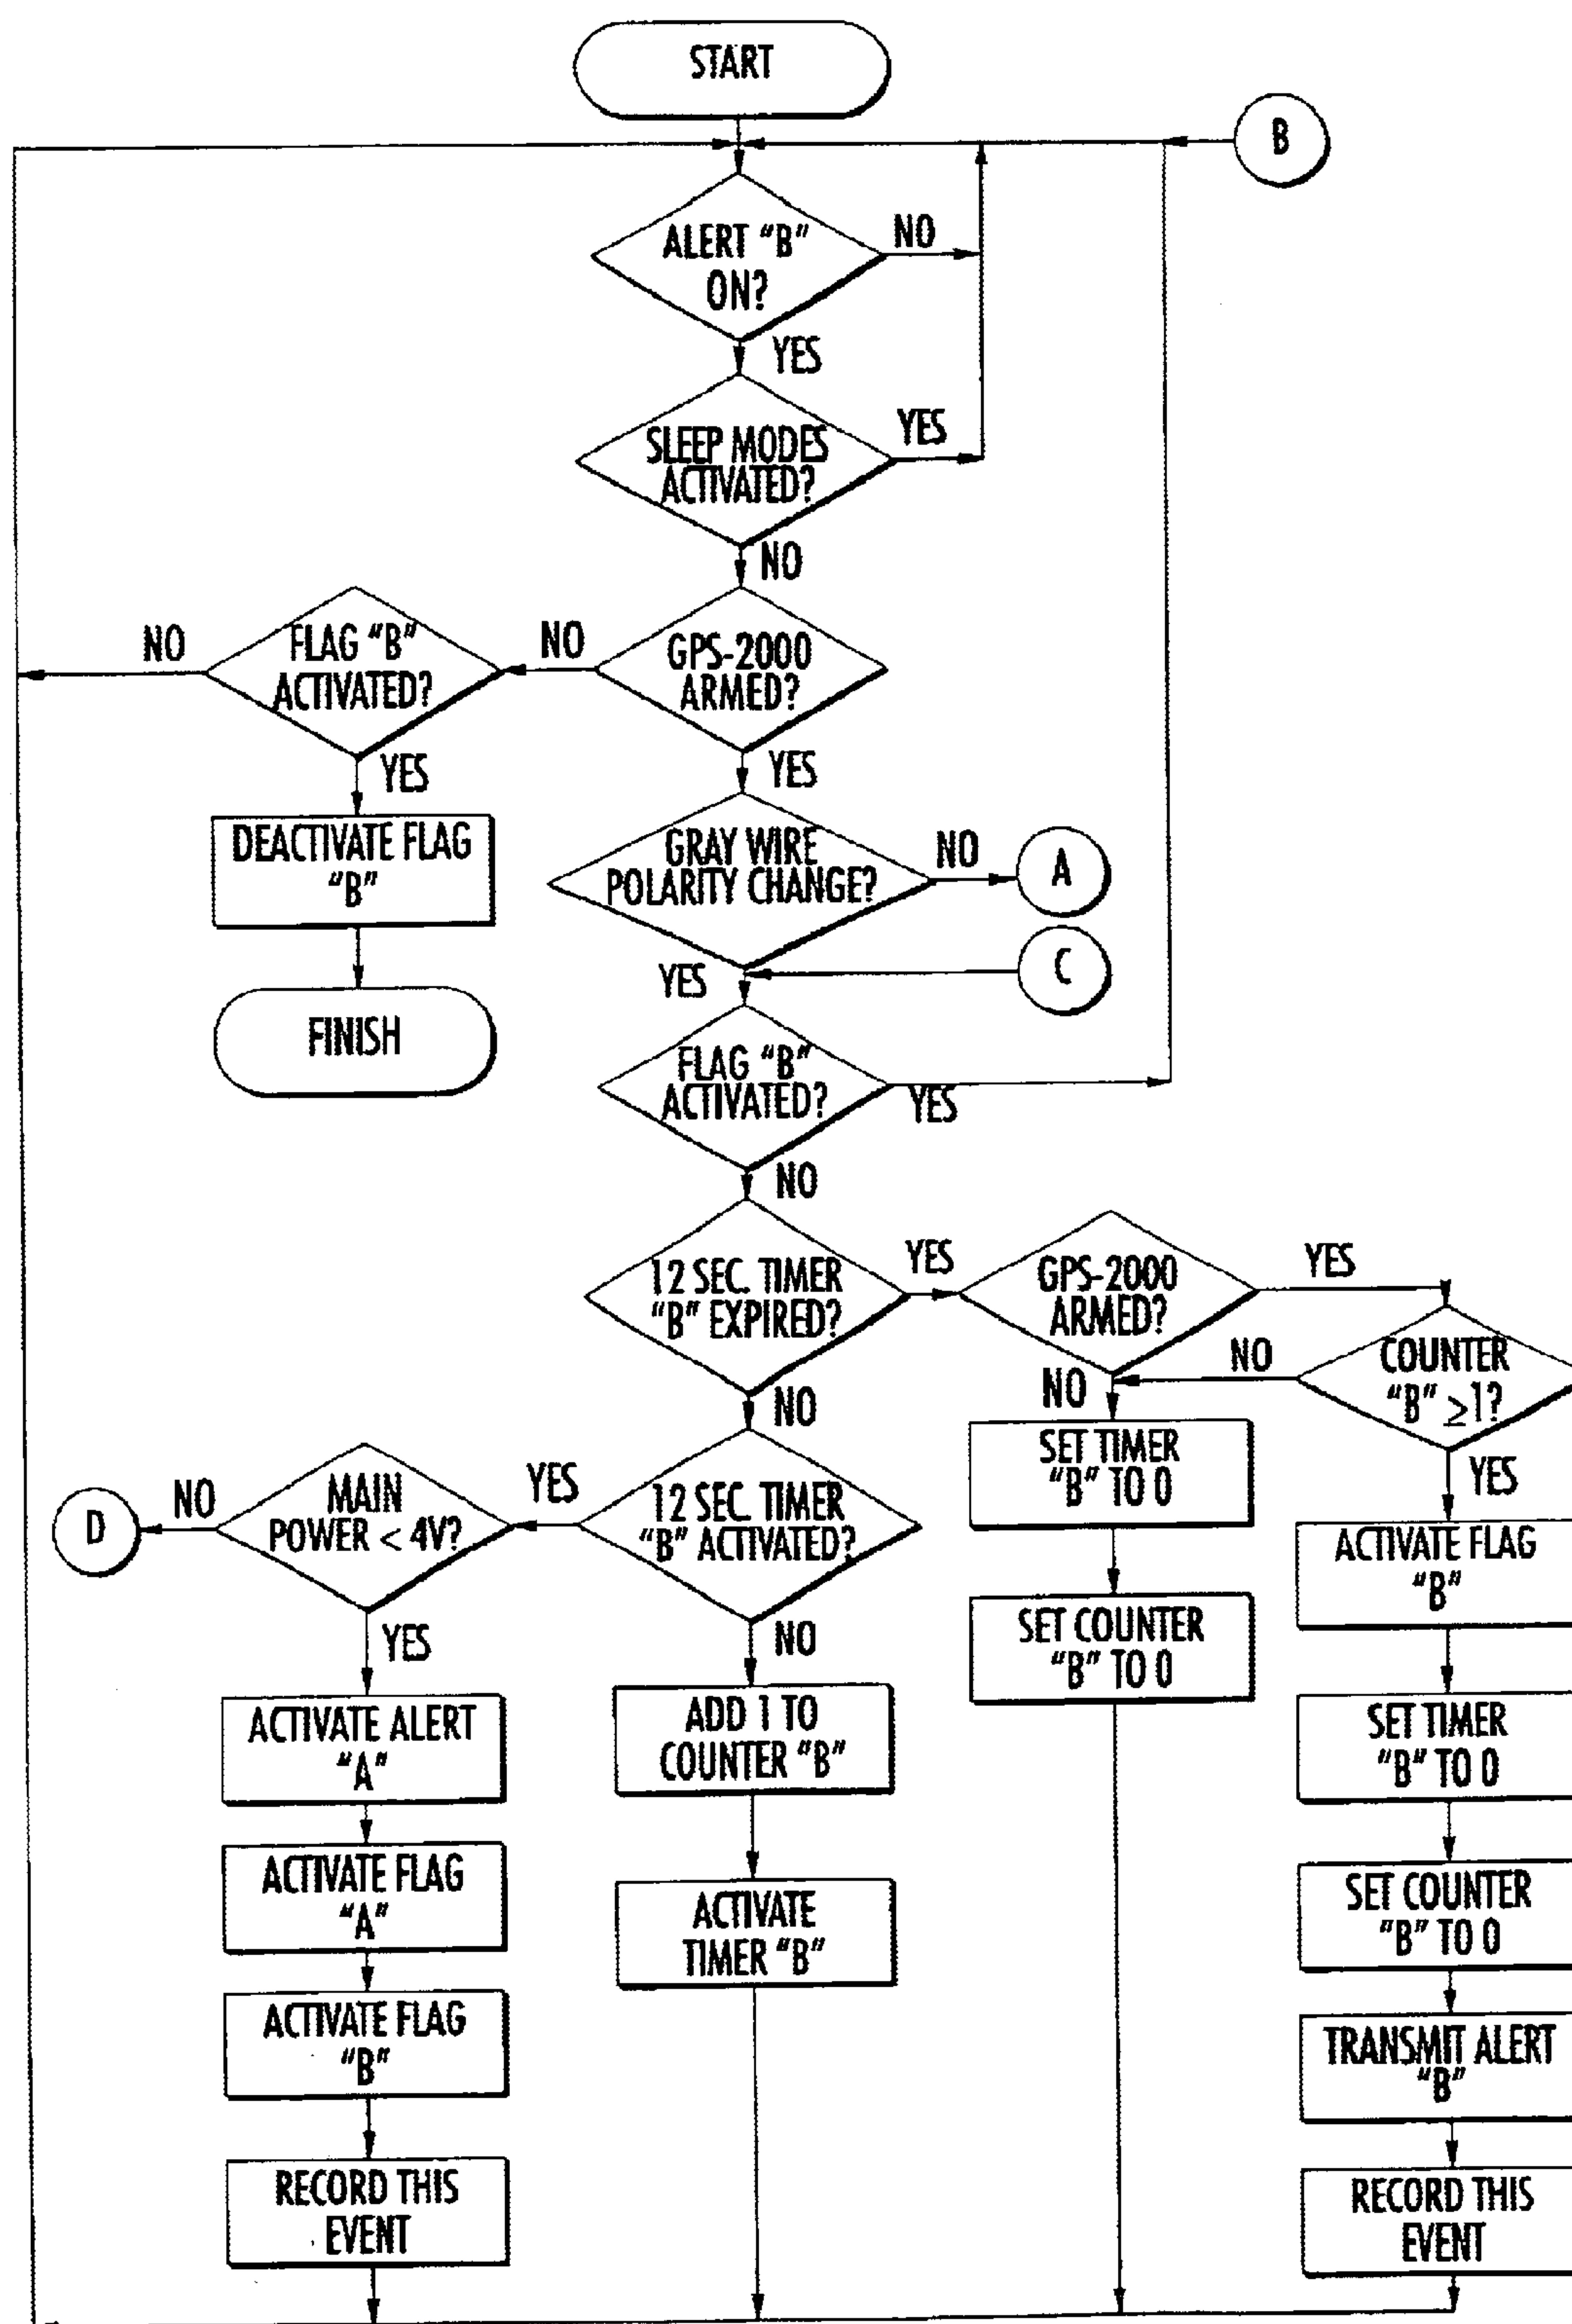 START
B
ALERT "B"
ON?
NO
YES
SLEEP MODES
ACTIVATED?
YES
NO
GPS-2000
ARMED?
NO
FLAG "B"
ACTIVATED?
NO
YES
DEACTIVATE FLAG
"B"
FINISH
YES
GRAY WIRE
POLARITY CHANGE?
NO
A
YES
C
FLAG "B"
ACTIVATED?
YES
NO
12 SEC. TIMER
"B" EXPIRED?
YES
GPS-2000
ARMED?
YES
COUNTER
"B" ≥1?
NO
NO
YES
NO
SET TIMER
"B" TO 0
SET COUNTER
"B" TO 0
ACTIVATE FLAG
"B"
SET TIMER
"B" TO 0
SET COUNTER
"B" TO 0
TRANSMIT ALERT
"B"
RECORD THIS
EVENT
12 SEC. TIMER
"B" ACTIVATED?
YES
MAIN
POWER < 4V?
NO
D
YES
ACTIVATE ALERT
"A"
ACTIVATE FLAG
"A"
ACTIVATE FLAG
"B"
RECORD THIS
EVENT
NO
ADD 1 TO
COUNTER "B"
ACTIVATE
TIMER "B"